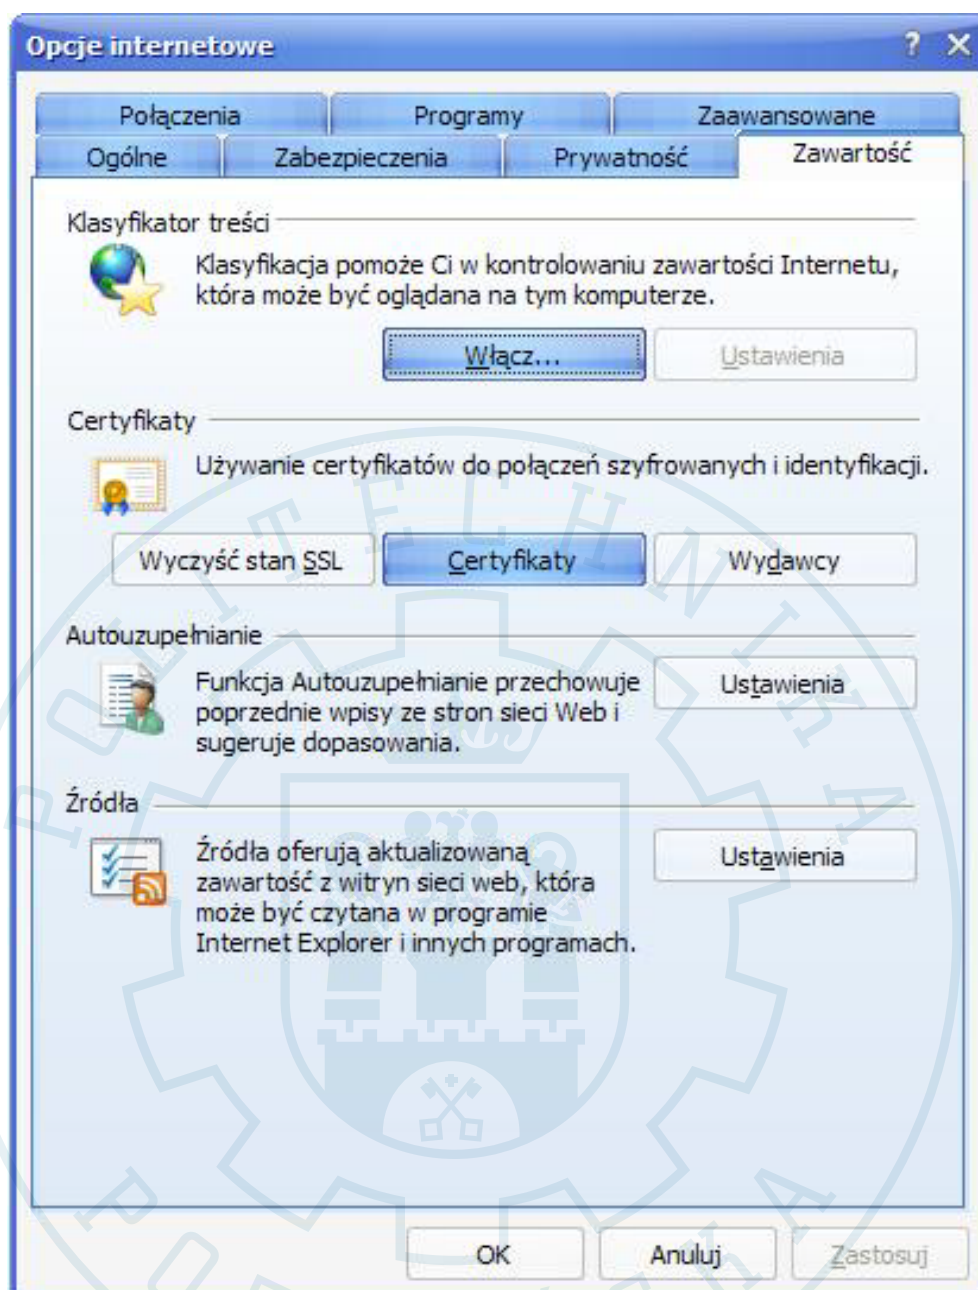 Opcje internetowe
Połączenia Programy Zaawansowane
Ogólne Zabezpieczenia Prywatność Zawartość
Klasyfikator treści
Klasyfikacja pomoże Ci w kontrolowaniu zawartości Internetu,
która może być oglądana na tym komputerze.
Włącz... Ustawienia
Certyfikaty
Używanie certyfikatów do połączeń szyfrowanych i identyfikacji.
Wyczyść stan SSL Certyfikaty Wydawcy
Autouzupełnianie
Funkcja Autouzupełnianie przechowuje
poprzednie wpisy ze stron sieci Web i
sugeruje dopasowania.
Ustawienia
Źródła
Źródła oferują aktualizowaną
zawartość z witryn sieci web, która
może być czytana w programie
Internet Explorer i innych programach.
Ustawienia
OK Anuluj Zastosuj
POLITECHNIKA